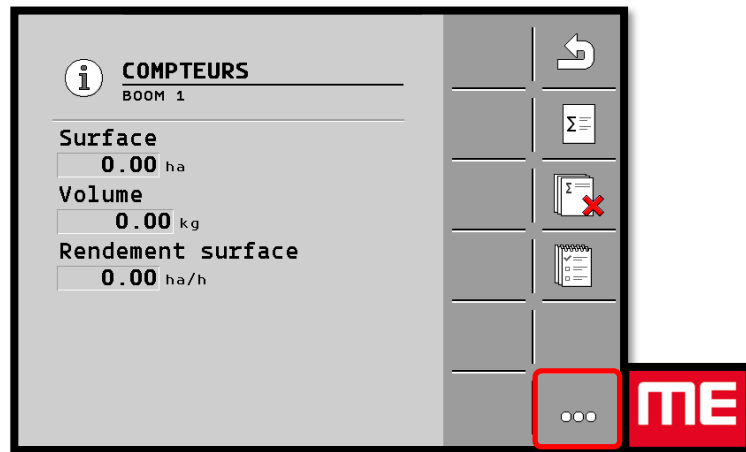 COMPTEURS
BOOM 1
Surface
0.00 ha
Volume
0.00 kg
Rendement surface
0.00 ha/h
Σ
Σ
ME